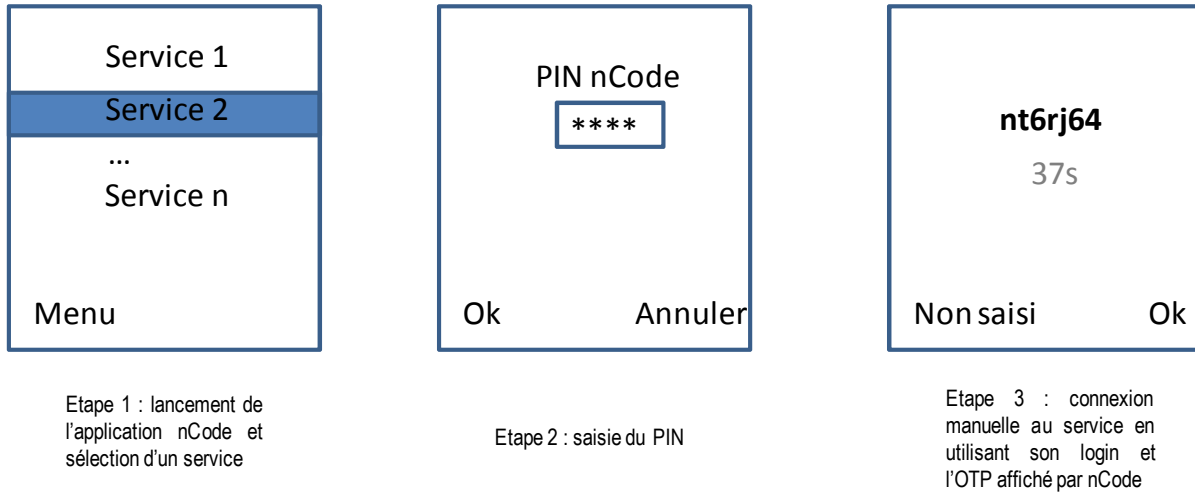 Service 1
Service 2
...
Service n
Menu
PIN nCode
****
Ok Annuler
nt6rj64
37s
Non saisi Ok
Etape 1 : lancement de
l'application nCode et
sélection d'un service
Etape 2 : saisie du PIN
Etape 3 : connexion
manuelle au service en
utilisant son login et
l'OTP affiché par nCode